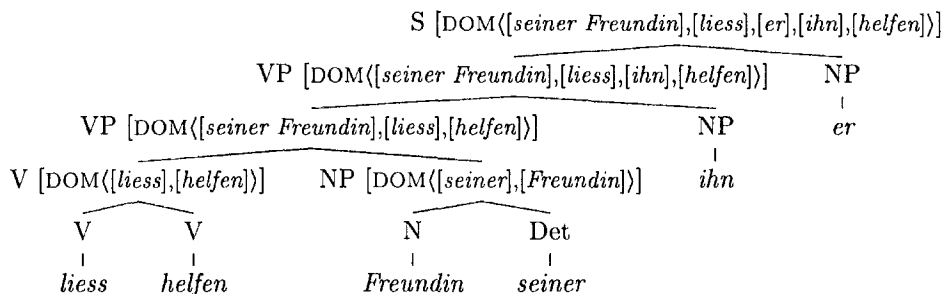 S [DOM⟨[seiner Freundin],[liess],[er],[ihn],[helfen]⟩]
VP [DOM⟨[seiner Freundin],[liess],[ihn],[helfen]⟩] NP
VP [DOM⟨[seiner Freundin],[liess],[helfen]⟩] NP er
V [DOM⟨[liess],[helfen]⟩] NP [DOM⟨[seiner],[Freundin]⟩] ihn
V V N Det
liess helfen Freundin seiner